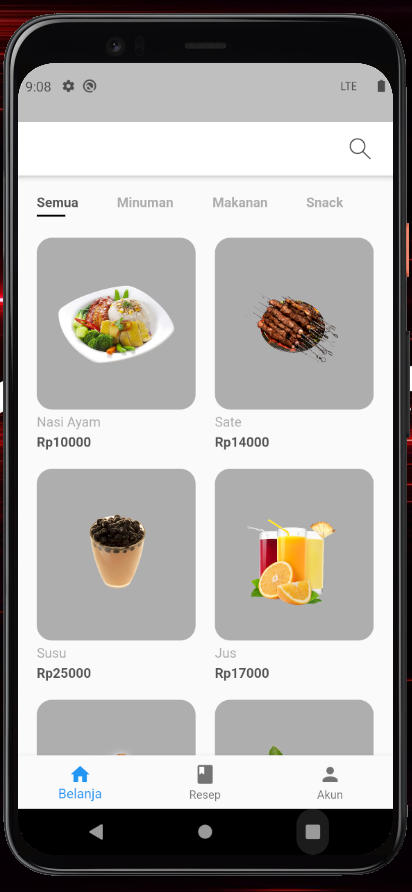 9:08 LTE
Semua Minuman Makanan Snack
Nasi Ayam Sate
Rp10000 Rp14000
Susu Jus
Rp25000 Rp17000
Belanja Resep Akun